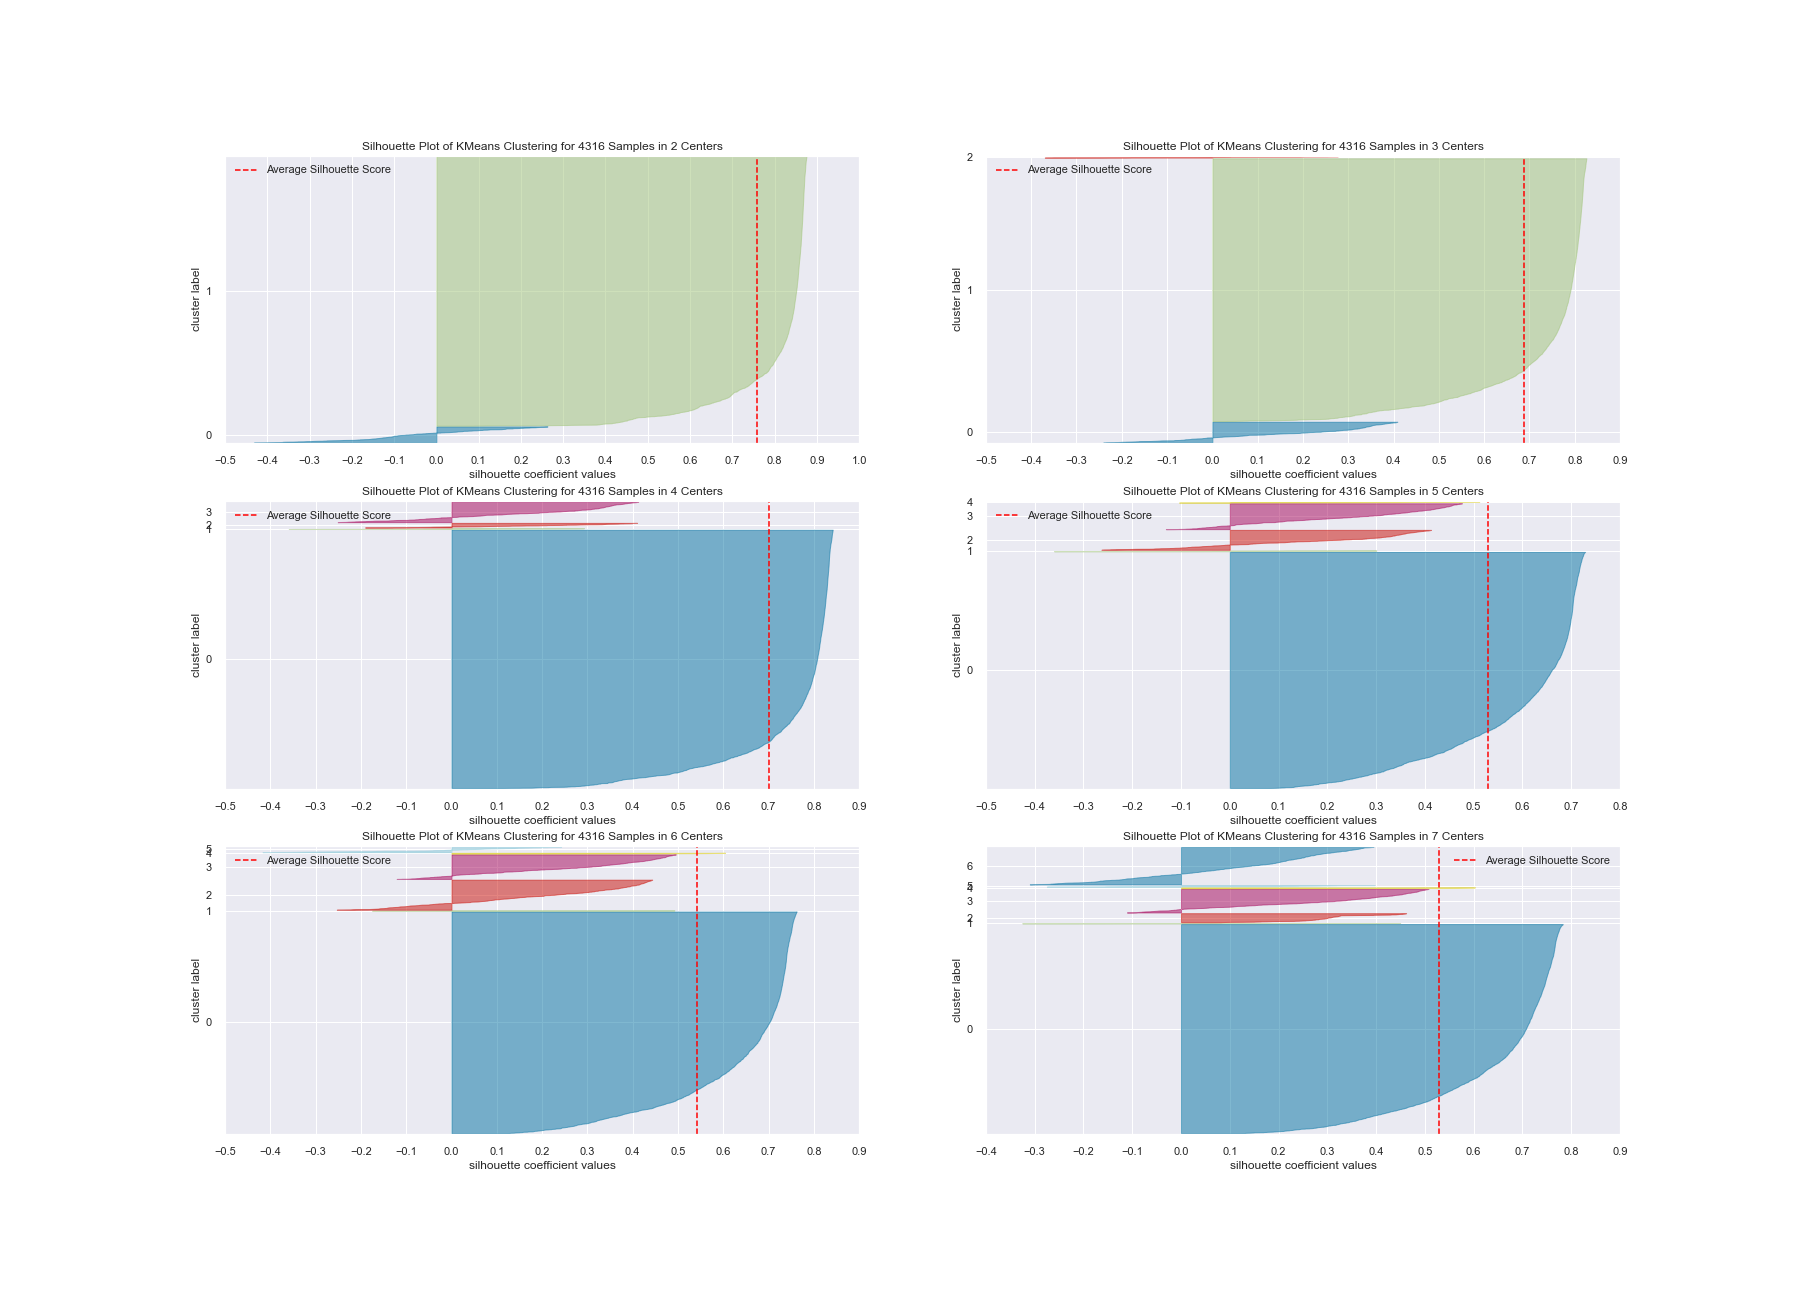 Silhouette Plot of KMeans Clustering for 4316 Samples in 2 Centers
Average Silhouette Score
cluster label
1
0
−0.5 −0.4 −0.3 −0.2 −0.1 0.0 0.1 0.2 0.3 0.4 0.5 0.6 0.7 0.8 0.9 1.0
silhouette coefficient values
Silhouette Plot of KMeans Clustering for 4316 Samples in 3 Centers
Average Silhouette Score
cluster label
2
1
0
−0.5 −0.4 −0.3 −0.2 −0.1 0.0 0.1 0.2 0.3 0.4 0.5 0.6 0.7 0.8 0.9
silhouette coefficient values
Silhouette Plot of KMeans Clustering for 4316 Samples in 4 Centers
Average Silhouette Score
cluster label
3
2
1
0
−0.5 −0.4 −0.3 −0.2 −0.1 0.0 0.1 0.2 0.3 0.4 0.5 0.6 0.7 0.8 0.9
silhouette coefficient values
Silhouette Plot of KMeans Clustering for 4316 Samples in 5 Centers
Average Silhouette Score
cluster label
4
3
2
1
0
−0.5 −0.4 −0.3 −0.2 −0.1 0.0 0.1 0.2 0.3 0.4 0.5 0.6 0.7 0.8
silhouette coefficient values
Silhouette Plot of KMeans Clustering for 4316 Samples in 6 Centers
Average Silhouette Score
cluster label
5
4
3
2
1
0
−0.5 −0.4 −0.3 −0.2 −0.1 0.0 0.1 0.2 0.3 0.4 0.5 0.6 0.7 0.8 0.9
silhouette coefficient values
Silhouette Plot of KMeans Clustering for 4316 Samples in 7 Centers
Average Silhouette Score
cluster label
6
5
4
3
2
1
0
−0.4 −0.3 −0.2 −0.1 0.0 0.1 0.2 0.3 0.4 0.5 0.6 0.7 0.8 0.9
silhouette coefficient values